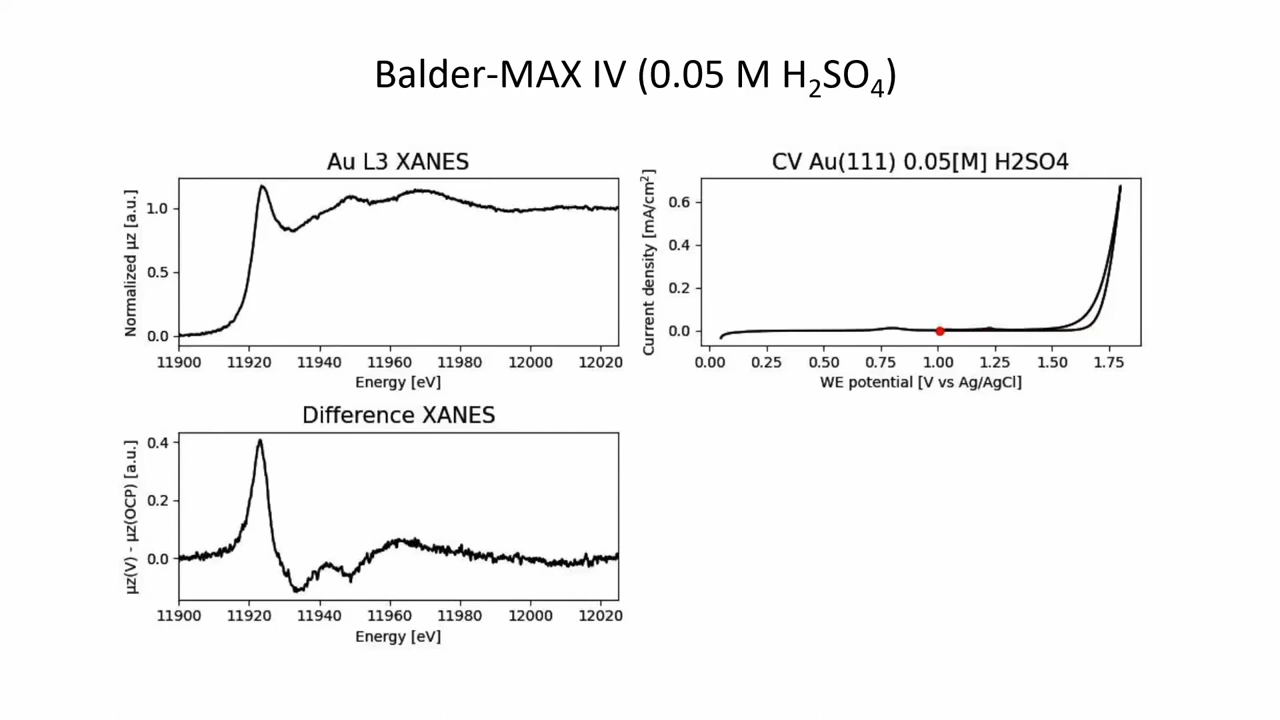 Balder-MAX IV (0.05 M H₂SO₄)
Au L3 XANES
Normalized μz [a.u.]
1.0
0.5
0.0
11900 11920 11940 11960 11980 12000 12020
Energy [eV]
CV Au(111) 0.05[M] H2SO4
Current density [mA/cm²]
0.6
0.4
0.2
0.0
0.00 0.25 0.50 0.75 1.00 1.25 1.50 1.75
WE potential [V vs Ag/AgCl]
Difference XANES
μz(V) - μz(OCP) [a.u.]
0.4
0.2
0.0
11900 11920 11940 11960 11980 12000 12020
Energy [eV]